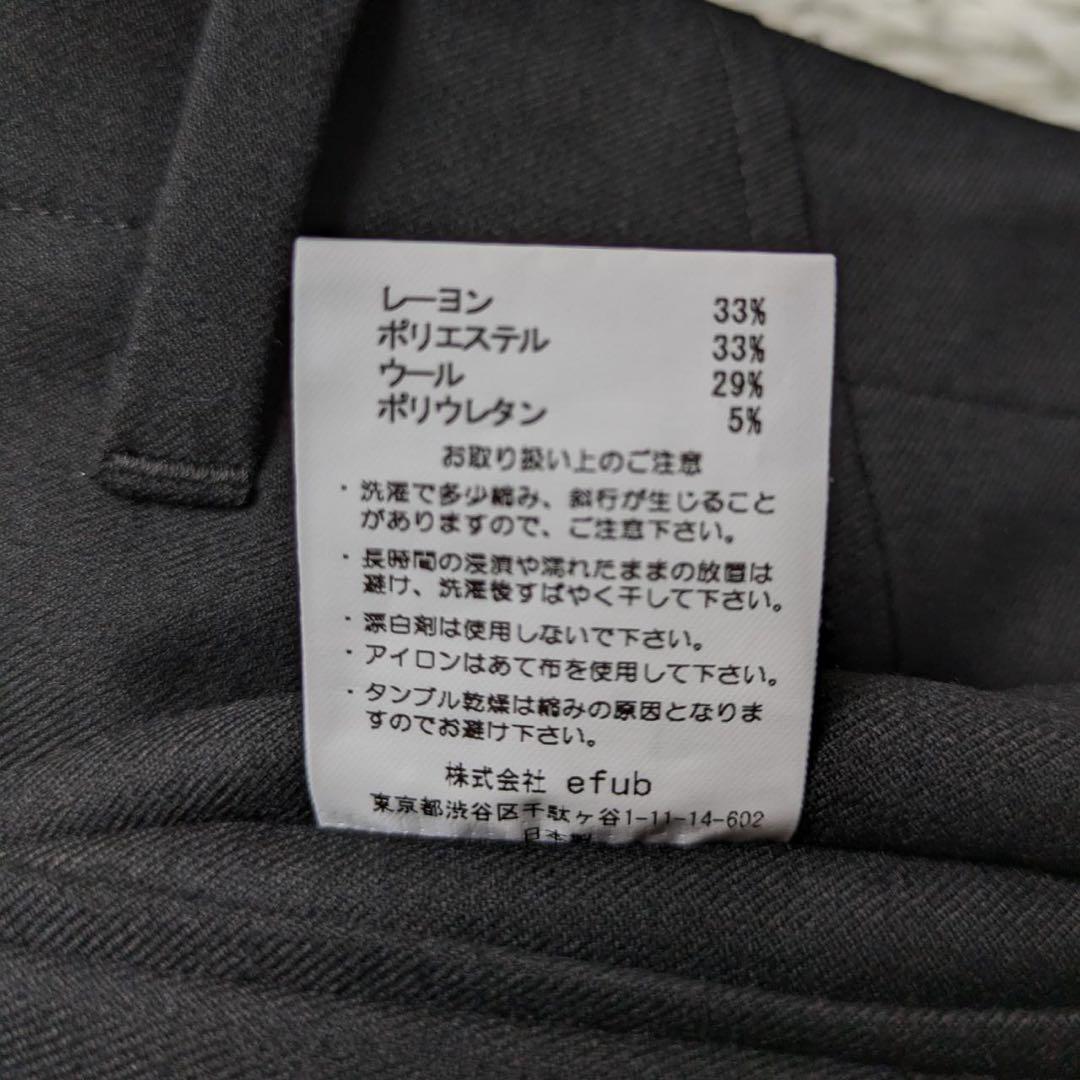 レーヨン 33%
ポリエステル 33%
ウール 29%
ポリウレタン 5%
お取り扱い上のご注意
・洗濯で多少縮み、斜行が生じること
がありますので、ご注意下さい。
・長時間の浸漬や濡れたままの放置は
避け、洗濯後すばやく干して下さい。
・漂白剤は使用しないで下さい。
・アイロンはあて布を使用して下さい。
・タンブル乾燥は縮みの原因となりま
すのでお避け下さい。
株式会社 efub
東京都渋谷区千駄ヶ谷1-11-14-602
日本製